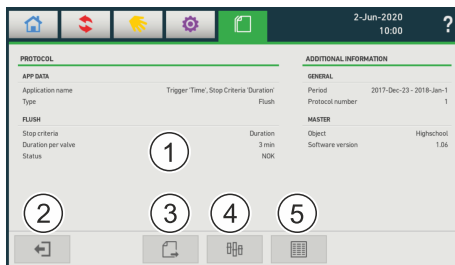 2-Jun-2020
10:00
?
PROTOCOL
APP DATA
Application name Trigger 'Time', Stop Criteria 'Duration'
Type Flush
FLUSH
Stop criteria Duration
Duration per valve 3 min
Status NOK
ADDITIONAL INFORMATION
GENERAL
Period 2017-Dec-23 - 2018-Jan-1
Protocol number 1
MASTER
Object Highschool
Software version 1.06
1
2
3
4
5